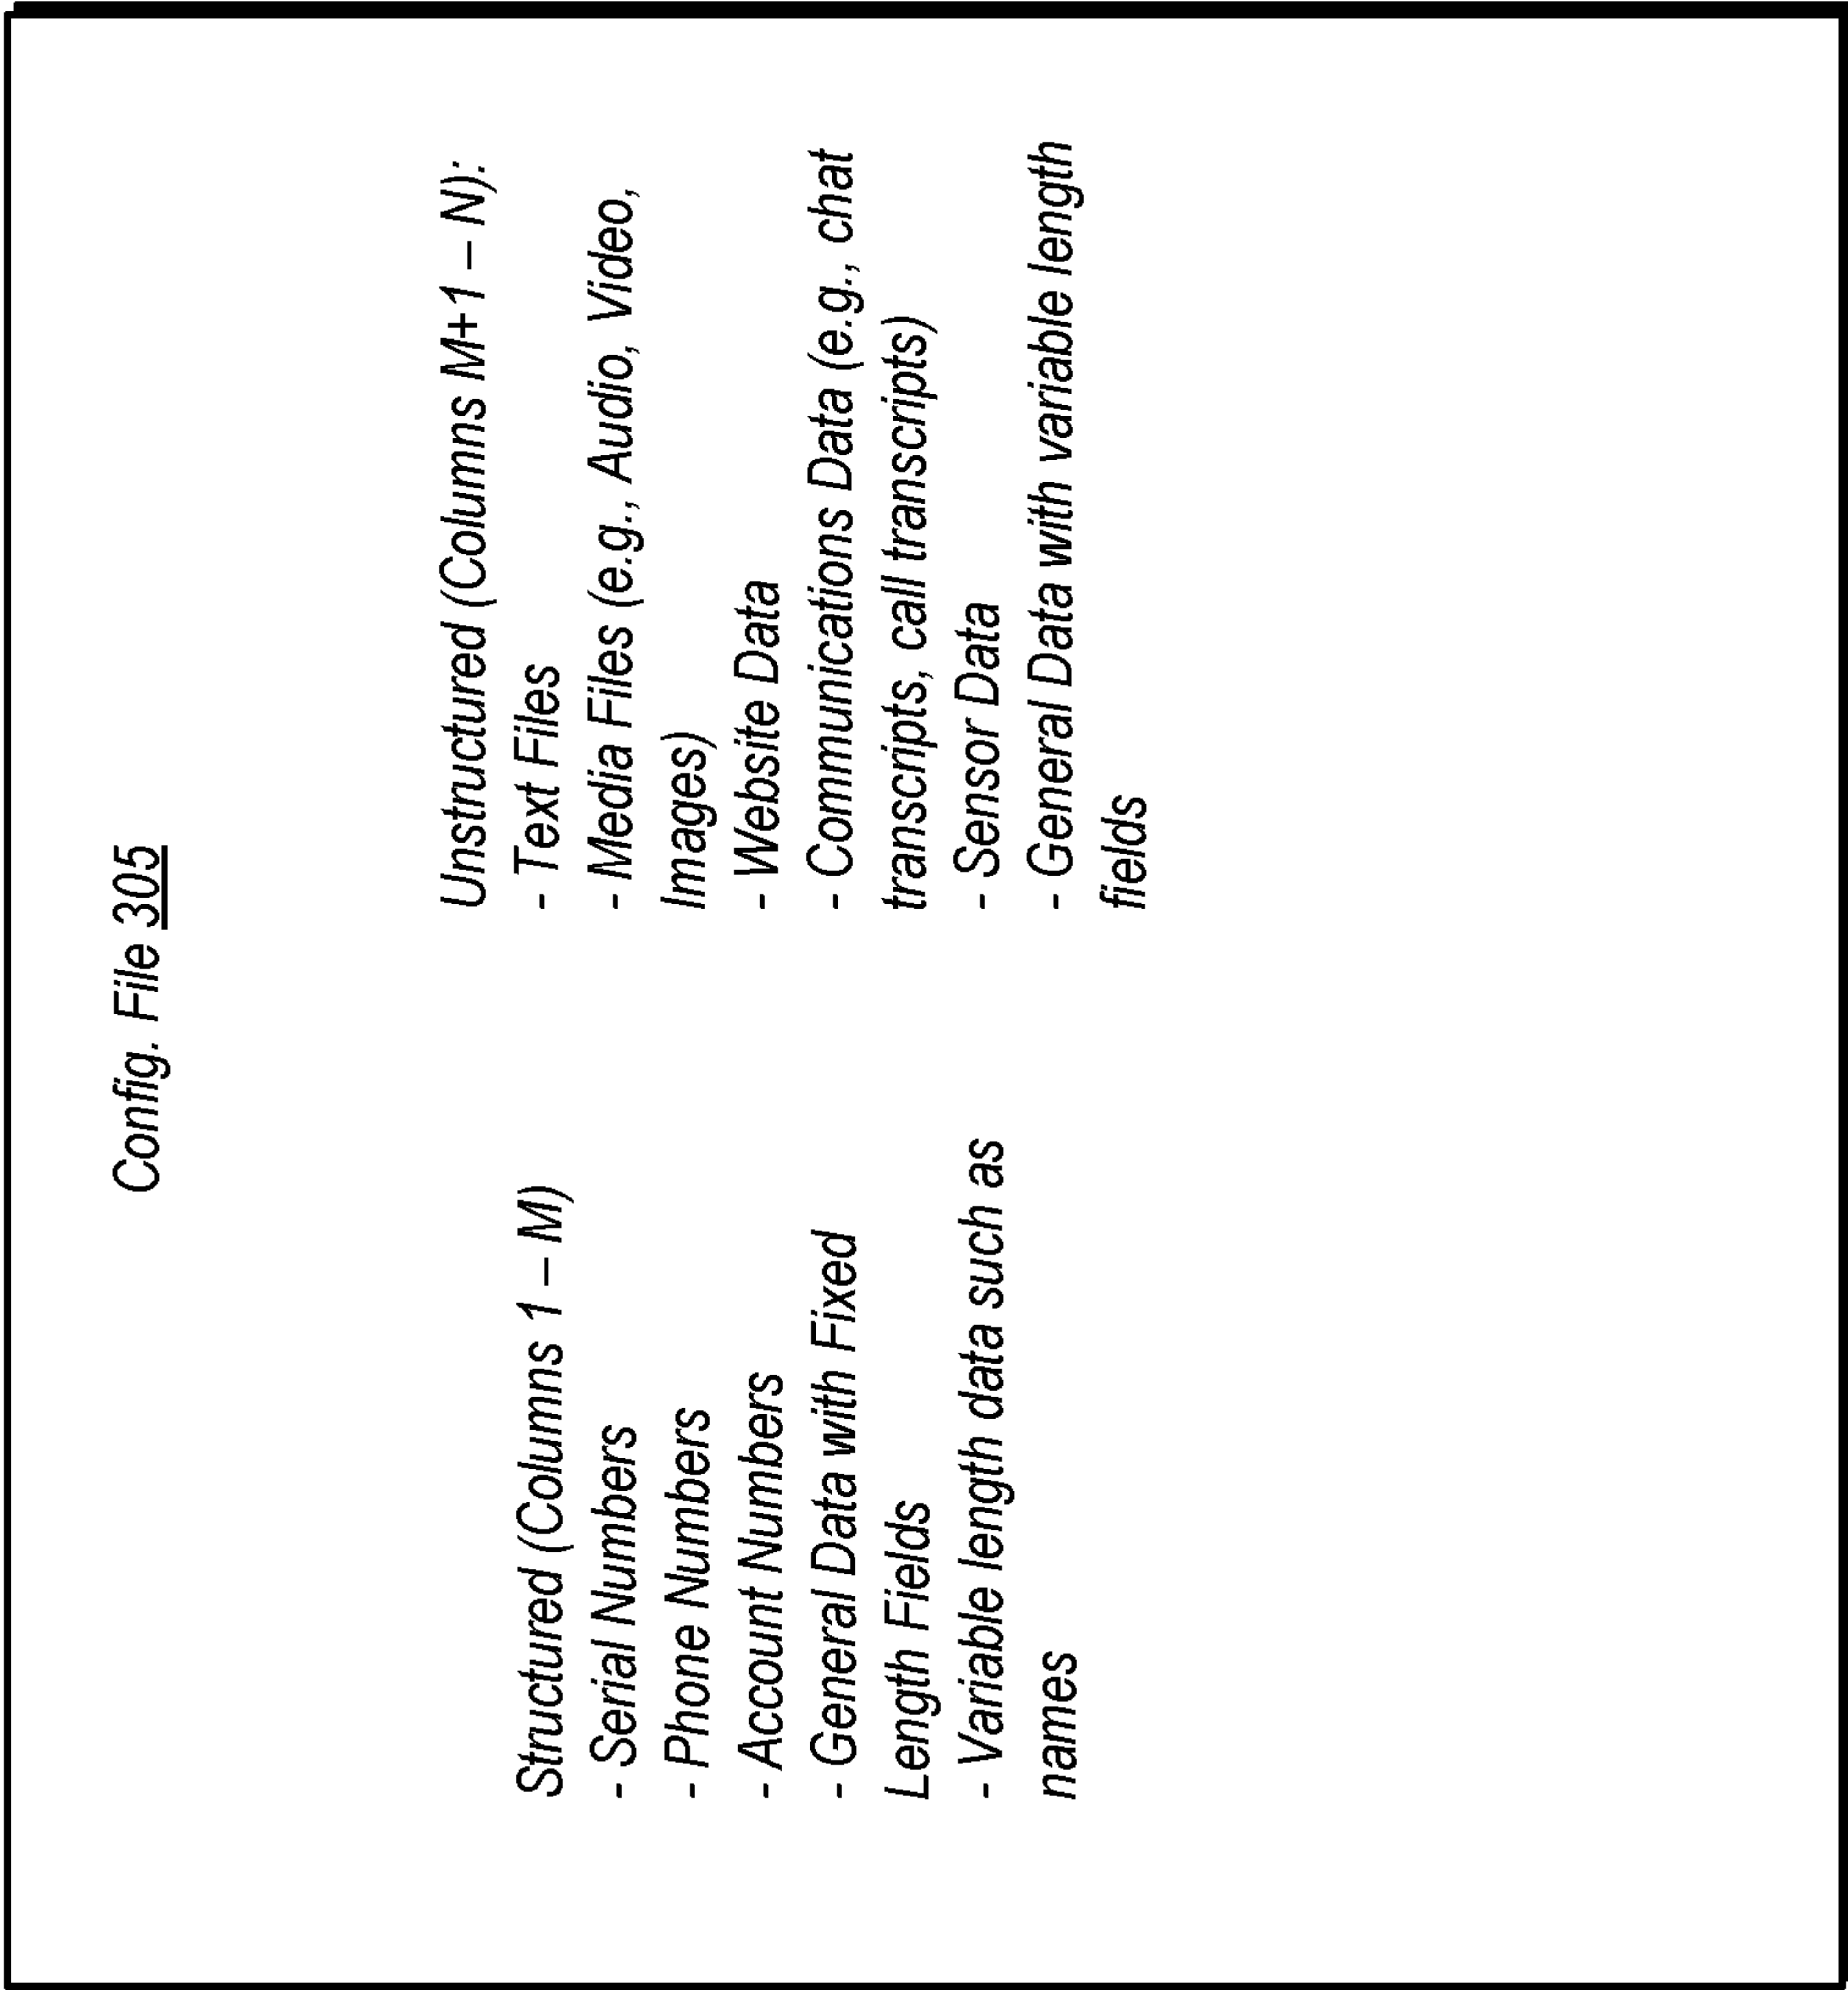 Config. File 305
Structured (Columns 1 – M)
- Serial Numbers
- Phone Numbers
- Account Numbers
- General Data with Fixed
Length Fields
- Variable length data such as
names
Unstructured (Columns M+1 – N):
- Text Files
- Media Files (e.g., Audio, Video,
Images)
- Website Data
- Communications Data (e.g., chat
transcripts, call transcripts)
- Sensor Data
- General Data with variable length
fields